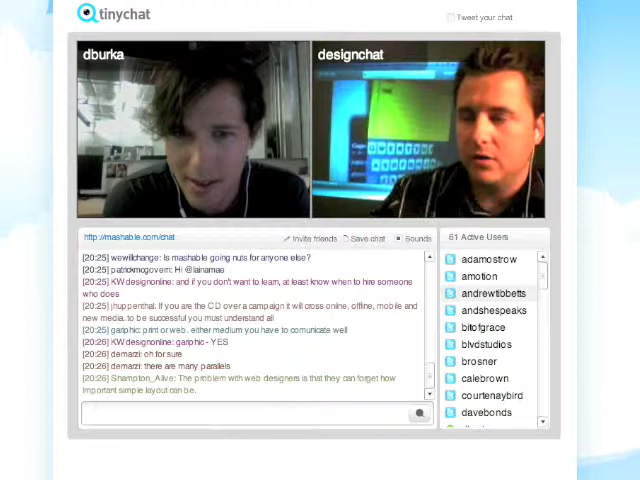 tinychat
Tweet your chat
dburka
designchat
http://mashable.com/chat
Invite friends
Save chat
Sounds
61 Active Users
[20:25] wewillchange: Is mashable going nuts for anyone else?
[20:25] patrickmcgovern: Hi @lainamae
[20:25] KWdesignonline: and if you don't want to learn, at least know when to hire someone
who does
[20:25] jhuppenthal: If you are the CD over a campaign it will cross online, offline, mobile and
new media. to be successful you must understand all
[20:25] gariphic: print or web. either medium you have to comunicate well
[20:26] KWdesignonline: gariphic - YES
[20:26] demarzi: oh for sure
[20:26] demarzi: there are many parallels
[20:26] Shampton_Alive: The problem with web designers is that they can forget how
important simple layout can be.
adamostrow
amotion
andrewtibbetts
andshespeaks
bitofgrace
blvdstudios
brosner
calebrown
courtenaybird
davebonds